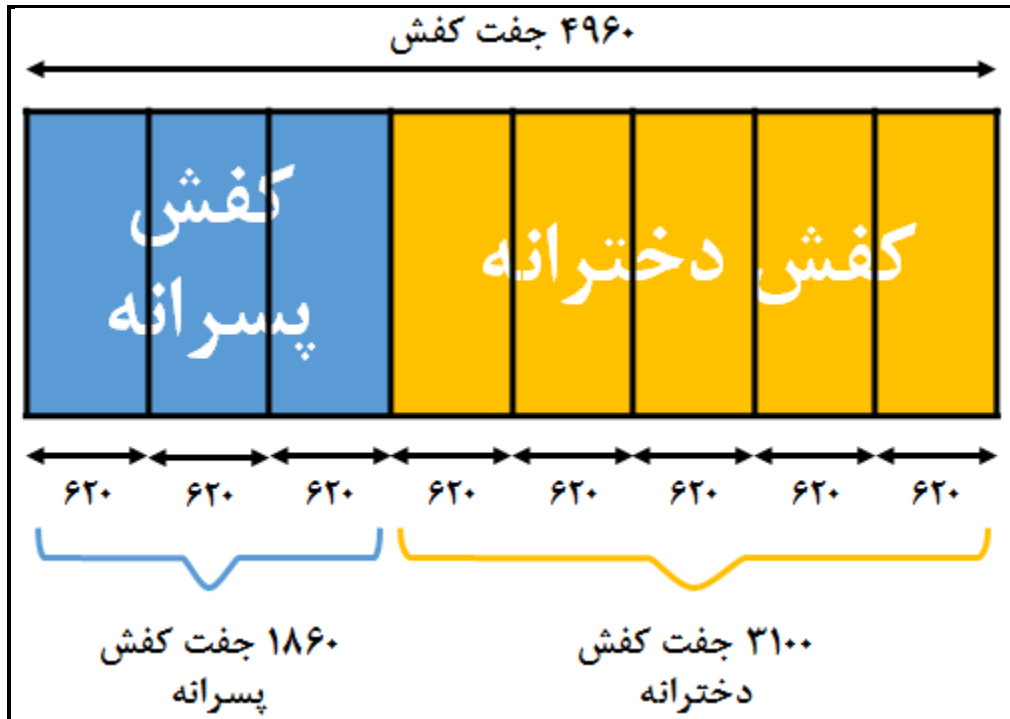 ۴۹۶۰ جفت کفش
کفش دخترانه
کفش
پسرانه
۶۲۰ ۶۲۰ ۶۲۰ ۶۲۰ ۶۲۰ ۶۲۰ ۶۲۰ ۶۲۰
۳۱۰۰ جفت کفش
دخترانه
۱۸۶۰ جفت کفش
پسرانه